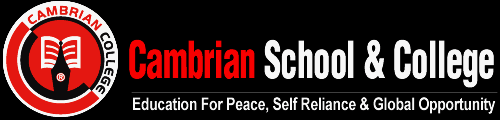 CAMBRIAN COLLEGE
Cambrian School & College
Education For Peace, Self Reliance & Global Opportunity